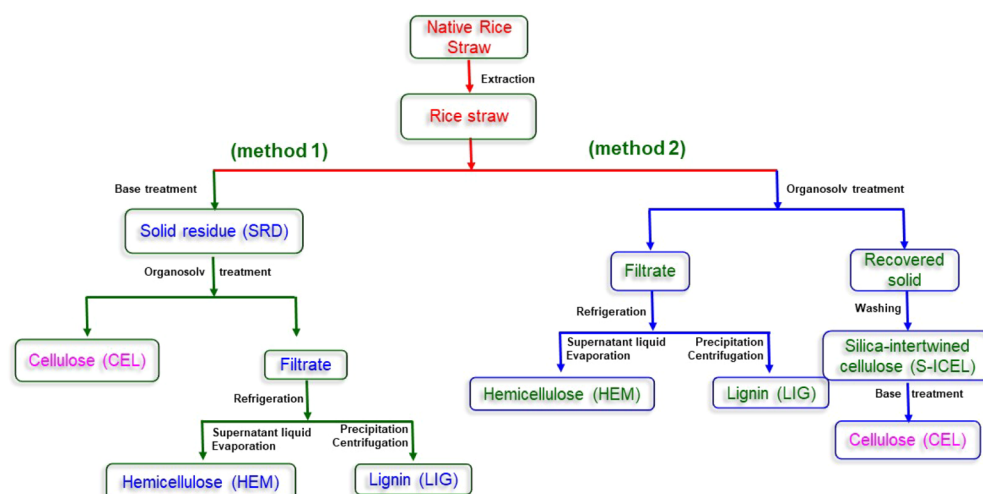 Native Rice
Straw
Extraction
Rice straw
(method 1)
(method 2)
Base treatment
Organosolv treatment
Solid residue (SRD)
Organosolv treatment
Cellulose (CEL)
Filtrate
Refrigeration
Supernatant liquid
Evaporation
Precipitation
Centrifugation
Hemicellulose (HEM)
Lignin (LIG)
Filtrate
Refrigeration
Supernatant liquid
Evaporation
Precipitation
Centrifugation
Hemicellulose (HEM)
Lignin (LIG)
Recovered
solid
Washing
Silica-intertwined
cellulose (S-ICEL)
Base treatment
Cellulose (CEL)